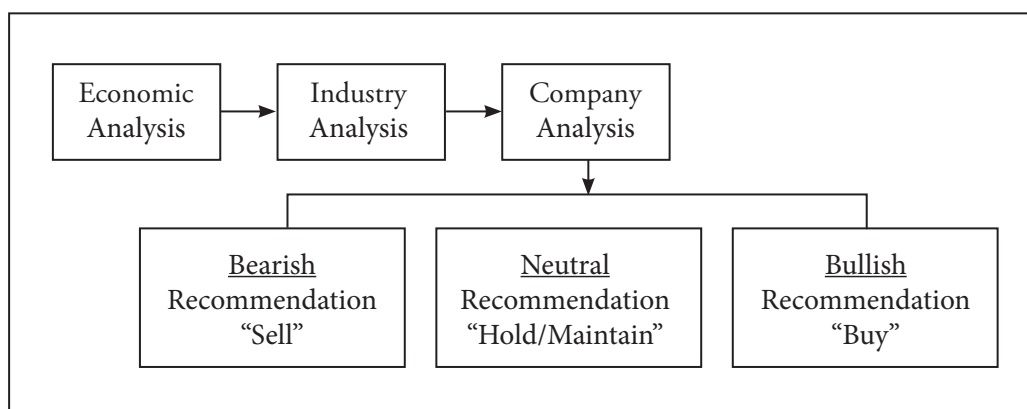 Economic
Analysis
Industry
Analysis
Company
Analysis
Bearish
Recommendation
“Sell”
Neutral
Recommendation
“Hold/Maintain”
Bullish
Recommendation
“Buy”